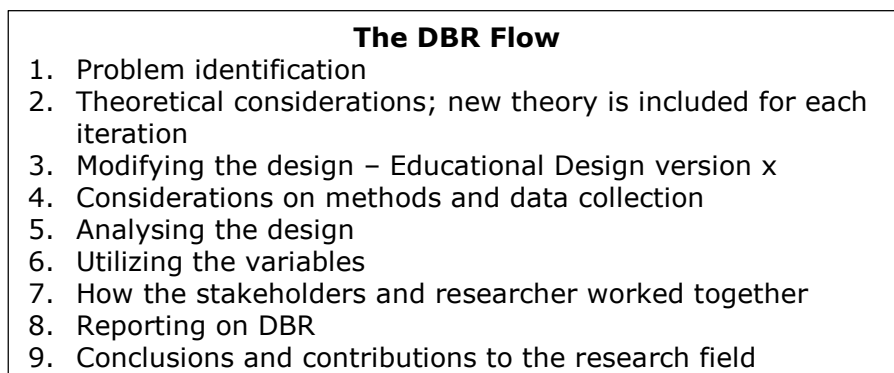 The DBR Flow
1. Problem identification
2. Theoretical considerations; new theory is included for each
iteration
3. Modifying the design – Educational Design version x
4. Considerations on methods and data collection
5. Analysing the design
6. Utilizing the variables
7. How the stakeholders and researcher worked together
8. Reporting on DBR
9. Conclusions and contributions to the research field